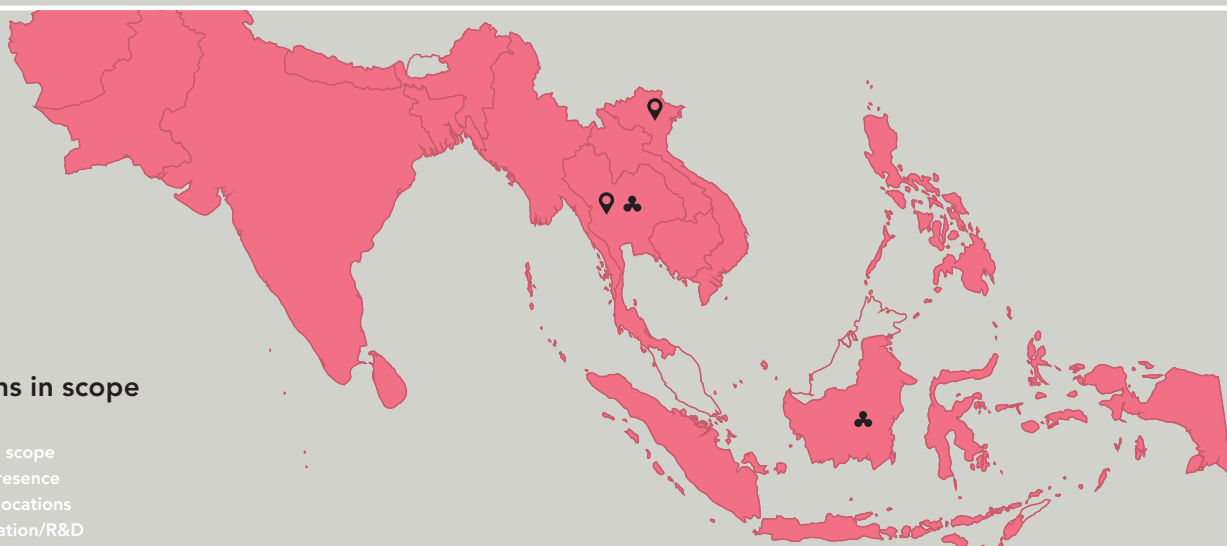 ns in scope
scope
resence
ocations
ation/R&D